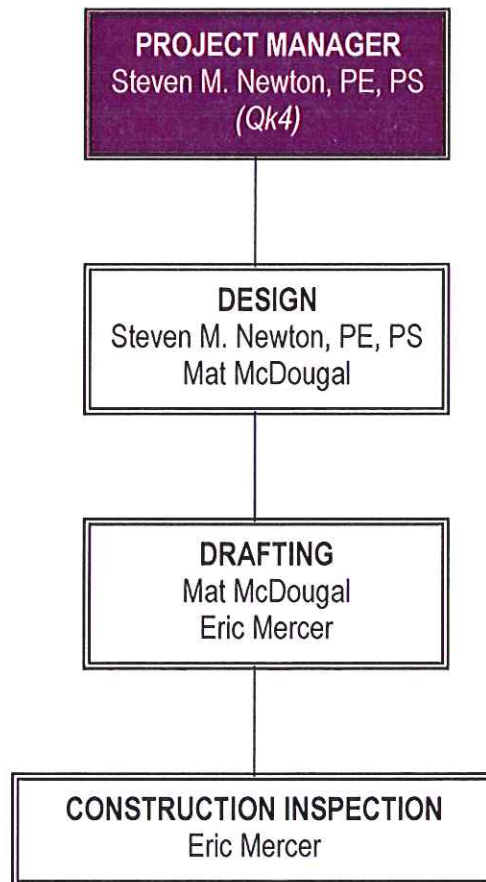 PROJECT MANAGER
Steven M. Newton, PE, PS
(Qk4)
DESIGN
Steven M. Newton, PE, PS
Mat McDougal
DRAFTING
Mat McDougal
Eric Mercer
CONSTRUCTION INSPECTION
Eric Mercer